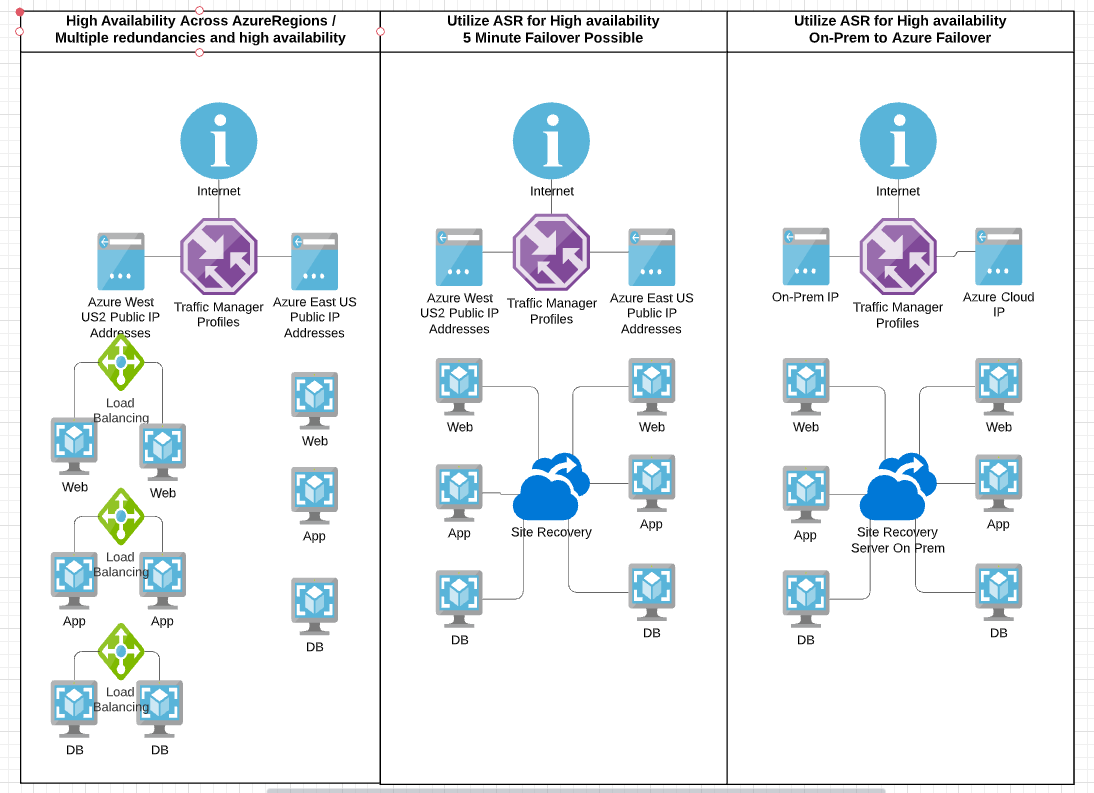 High Availability Across AzureRegions /
Multiple redundancies and high availability
Internet
Azure West
US2 Public IP
Addresses
Traffic Manager
Profiles
Azure East US
Public IP
Addresses
Load
Balancing
Web
Web
Web
Load
Balancing
App
App
App
Load
Balancing
DB
DB
DB
Utilize ASR for High availability
5 Minute Failover Possible
Internet
Azure West
US2 Public IP
Addresses
Traffic Manager
Profiles
Azure East US
Public IP
Addresses
Web
Web
App
Site Recovery
App
DB
DB
Utilize ASR for High availability
On-Prem to Azure Failover
Internet
On-Prem IP
Traffic Manager
Profiles
Azure Cloud
IP
Web
Web
App
Site Recovery
Server On Prem
App
DB
DB